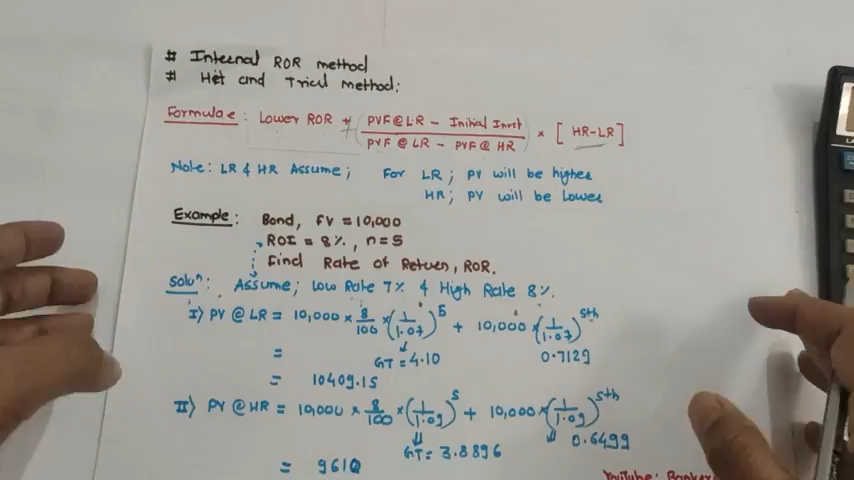 # Internal ROR method
# Hit and Trial method:
Formulae: Lower ROR + (PVF@LR - Initial Invst / PVF@LR - PVF@HR) × [HR-LR]
Note: LR & HR Assume; For LR; PV will be higher
HR; PV will be Lower
Example: Bond, FV = 10,000
ROI = 8%, n=5
Find Rate of Return, ROR.
Solun: Assume; Low Rate 7% & High Rate 8%.
I) PV @ LR = 10,000 × 8/100 × (1/1.07)^5 + 10,000 × (1/1.07)^5th
= GT = 4.10 0.7129
= 10409.15
II) PV @ HR = 10,000 × 8/100 × (1/1.09)^5 + 10,000 × (1/1.09)^5th
GT = 3.8896 0.6499
= 9610
YouTube: Banker